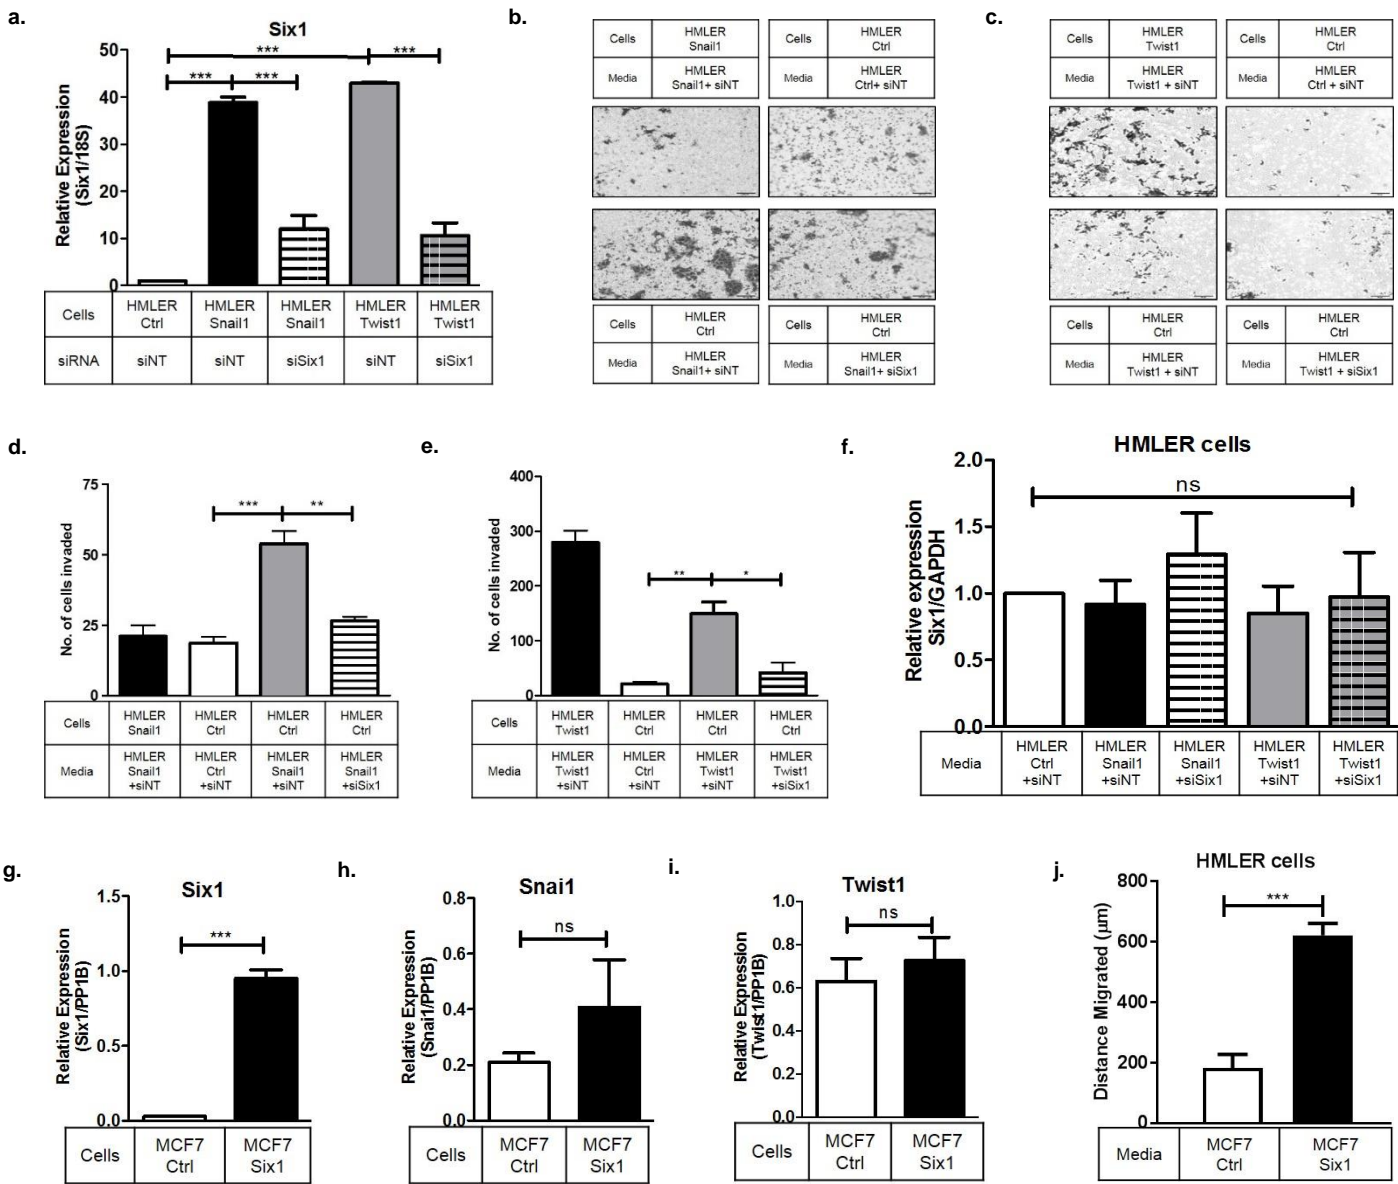 a.
Six1
Relative Expression
(Six1/18S)
50
40
30
20
10
0
***
***
***
***
Cells HMLER Ctrl HMLER Snail1 HMLER Snail1 HMLER Twist1 HMLER Twist1
siRNA siNT siNT siSix1 siNT siSix1
b.
Cells HMLER Snail1
Media HMLER Snail1+ siNT
Cells HMLER Ctrl
Media HMLER Ctrl+ siNT
Cells HMLER Ctrl
Media HMLER Snail1+ siNT
Cells HMLER Ctrl
Media HMLER Snail1+ siSix1
c.
Cells HMLER Twist1
Media HMLER Twist1 + siNT
Cells HMLER Ctrl
Media HMLER Ctrl + siNT
Cells HMLER Ctrl
Media HMLER Twist1 + siNT
Cells HMLER Ctrl
Media HMLER Twist1 + siSix1
d.
No. of cells invaded
75
50
25
0
***
**
Cells HMLER Snail1 HMLER Ctrl HMLER Ctrl HMLER Ctrl
Media HMLER Snail1 +siNT HMLER Ctrl +siNT HMLER Snail1 +siNT HMLER Snail1 +siSix1
e.
No. of cells invaded
400
300
200
100
0
**
*
Cells HMLER Twist1 HMLER Ctrl HMLER Ctrl HMLER Ctrl
Media HMLER Twist1 +siNT HMLER Ctrl +siNT HMLER Twist1 +siNT HMLER Twist1 +siSix1
f.
HMLER cells
Relative expression
Six1/GAPDH
2.0
1.5
1.0
0.5
0.0
ns
Media HMLER Ctrl +siNT HMLER Snail1 +siNT HMLER Snail1 +siSix1 HMLER Twist1 +siNT HMLER Twist1 +siSix1
g.
Six1
Relative Expression
(Six1/PP1B)
1.5
1.0
0.5
0.0
***
Cells MCF7 Ctrl MCF7 Six1
h.
Snai1
Relative Expression
(Snai1/PP1B)
0.8
0.6
0.4
0.2
0.0
ns
Cells MCF7 Ctrl MCF7 Six1
i.
Twist1
Relative Expression
(Twist1/PP1B)
1.0
0.8
0.6
0.4
0.2
0.0
ns
Cells MCF7 Ctrl MCF7 Six1
j.
HMLER cells
Distance Migrated (µm)
800
600
400
200
0
***
Media MCF7 Ctrl MCF7 Six1